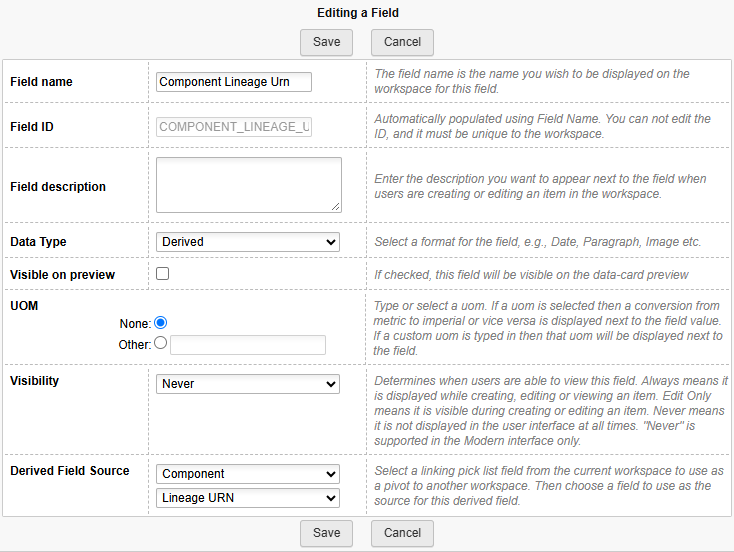 Editing a Field
Save Cancel
Field name
Component Lineage Urn
The field name is the name you wish to be displayed on the
workspace for this field.
Field ID
COMPONENT_LINEAGE_U
Automatically populated using Field Name. You can not edit the
ID, and it must be unique to the workspace.
Field description
Enter the description you want to appear next to the field when
users are creating or editing an item in the workspace.
Data Type
Derived
Select a format for the field, e.g., Date, Paragraph, Image etc.
Visible on preview
If checked, this field will be visible on the data-card preview
UOM
None:
Other:
Type or select a uom. If a uom is selected then a conversion from
metric to imperial or vice versa is displayed next to the field value.
If a custom uom is typed in then that uom will be displayed next to
the field.
Visibility
Never
Determines when users are able to view this field. Always means it
is displayed while creating, editing or viewing an item. Edit Only
means it is visible during creating or editing an item. Never means
it is not displayed in the user interface at all times. "Never" is
supported in the Modern interface only.
Derived Field Source
Component
Lineage URN
Select a linking pick list field from the current workspace to use as
a pivot to another workspace. Then choose a field to use as the
source for this derived field.
Save Cancel